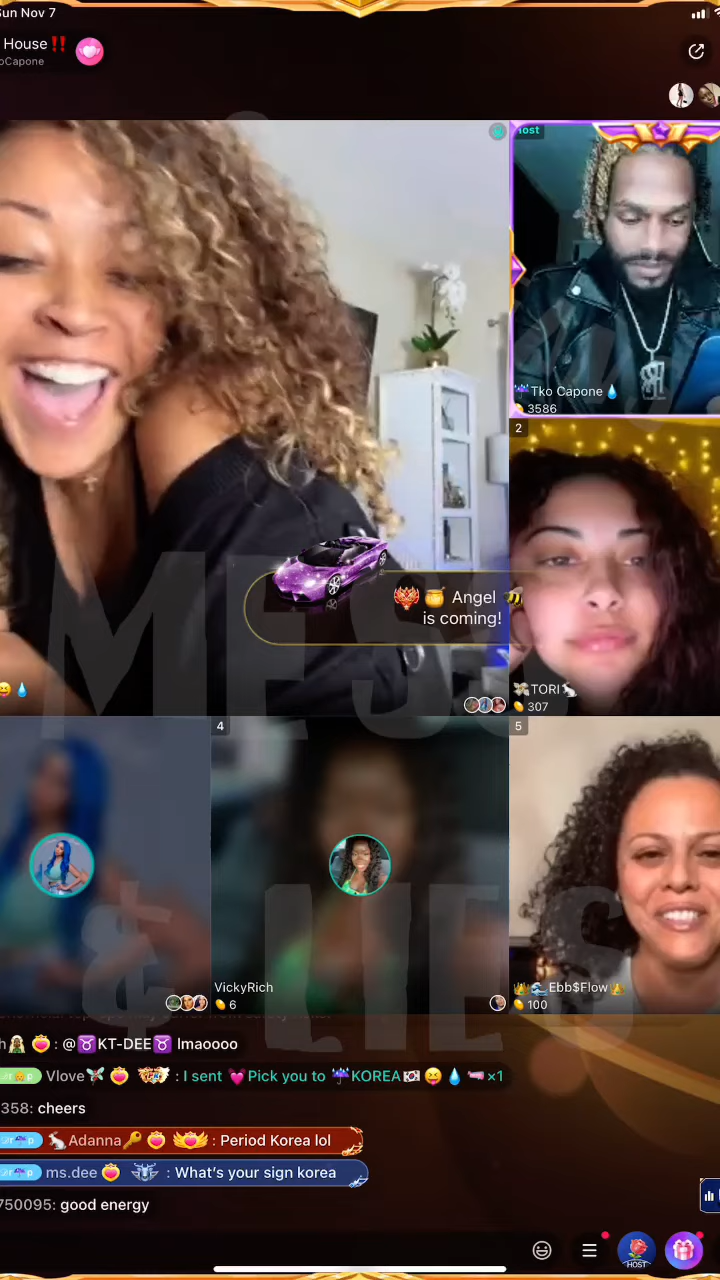 Sun Nov 7
House‼️
oCapone
Host
☔Tko Capone💧
3586
2
🍯 Angel 🐝
is coming!
💸TORI🐇
307
😝💧
MESS
& LIES
4
5
VickyRich
6
👑🌊Ebb$Flow👑
100
h: @♉KT-DEE♉ lmaoooo
Vlove: I sent 💓Pick you to ☔KOREA🇰🇷😝💧 x1
358: cheers
🐇Adanna🔑: Period Korea lol
ms.dee: What's your sign korea
750095: good energy
HOST